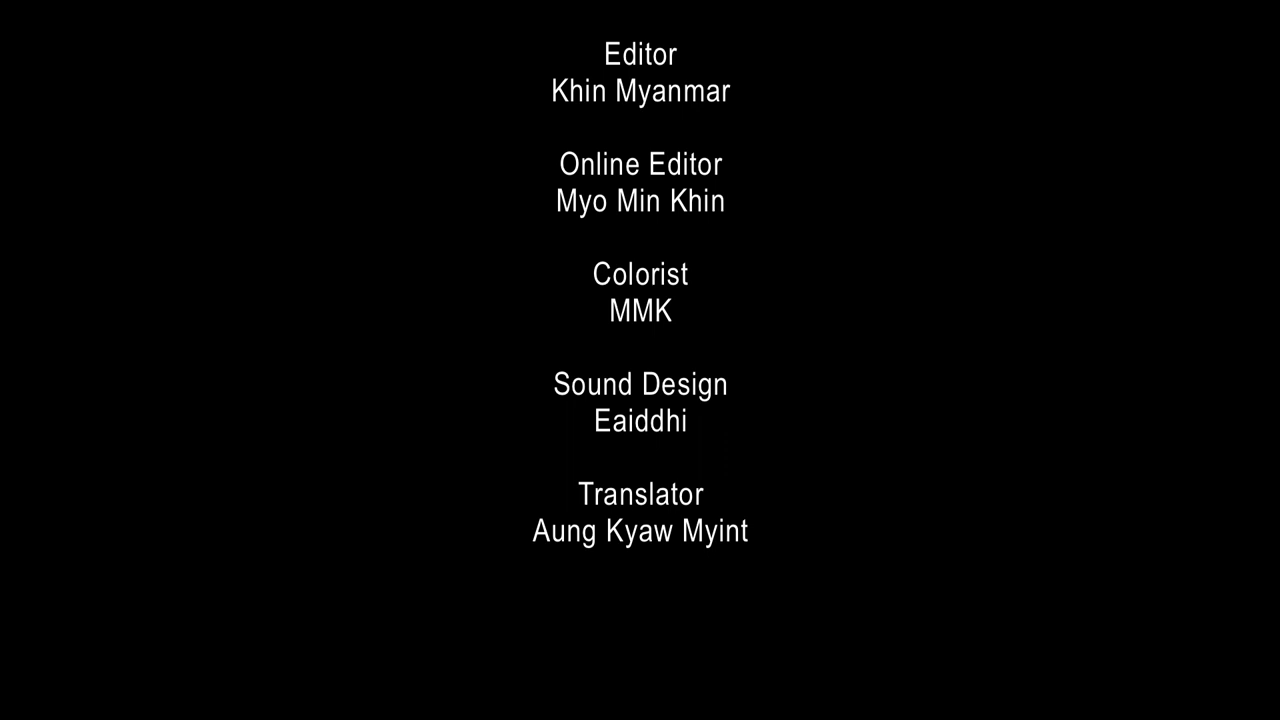 Editor
Khin Myanmar
Online Editor
Myo Min Khin
Colorist
MMK
Sound Design
Eaiddhi
Translator
Aung Kyaw Myint